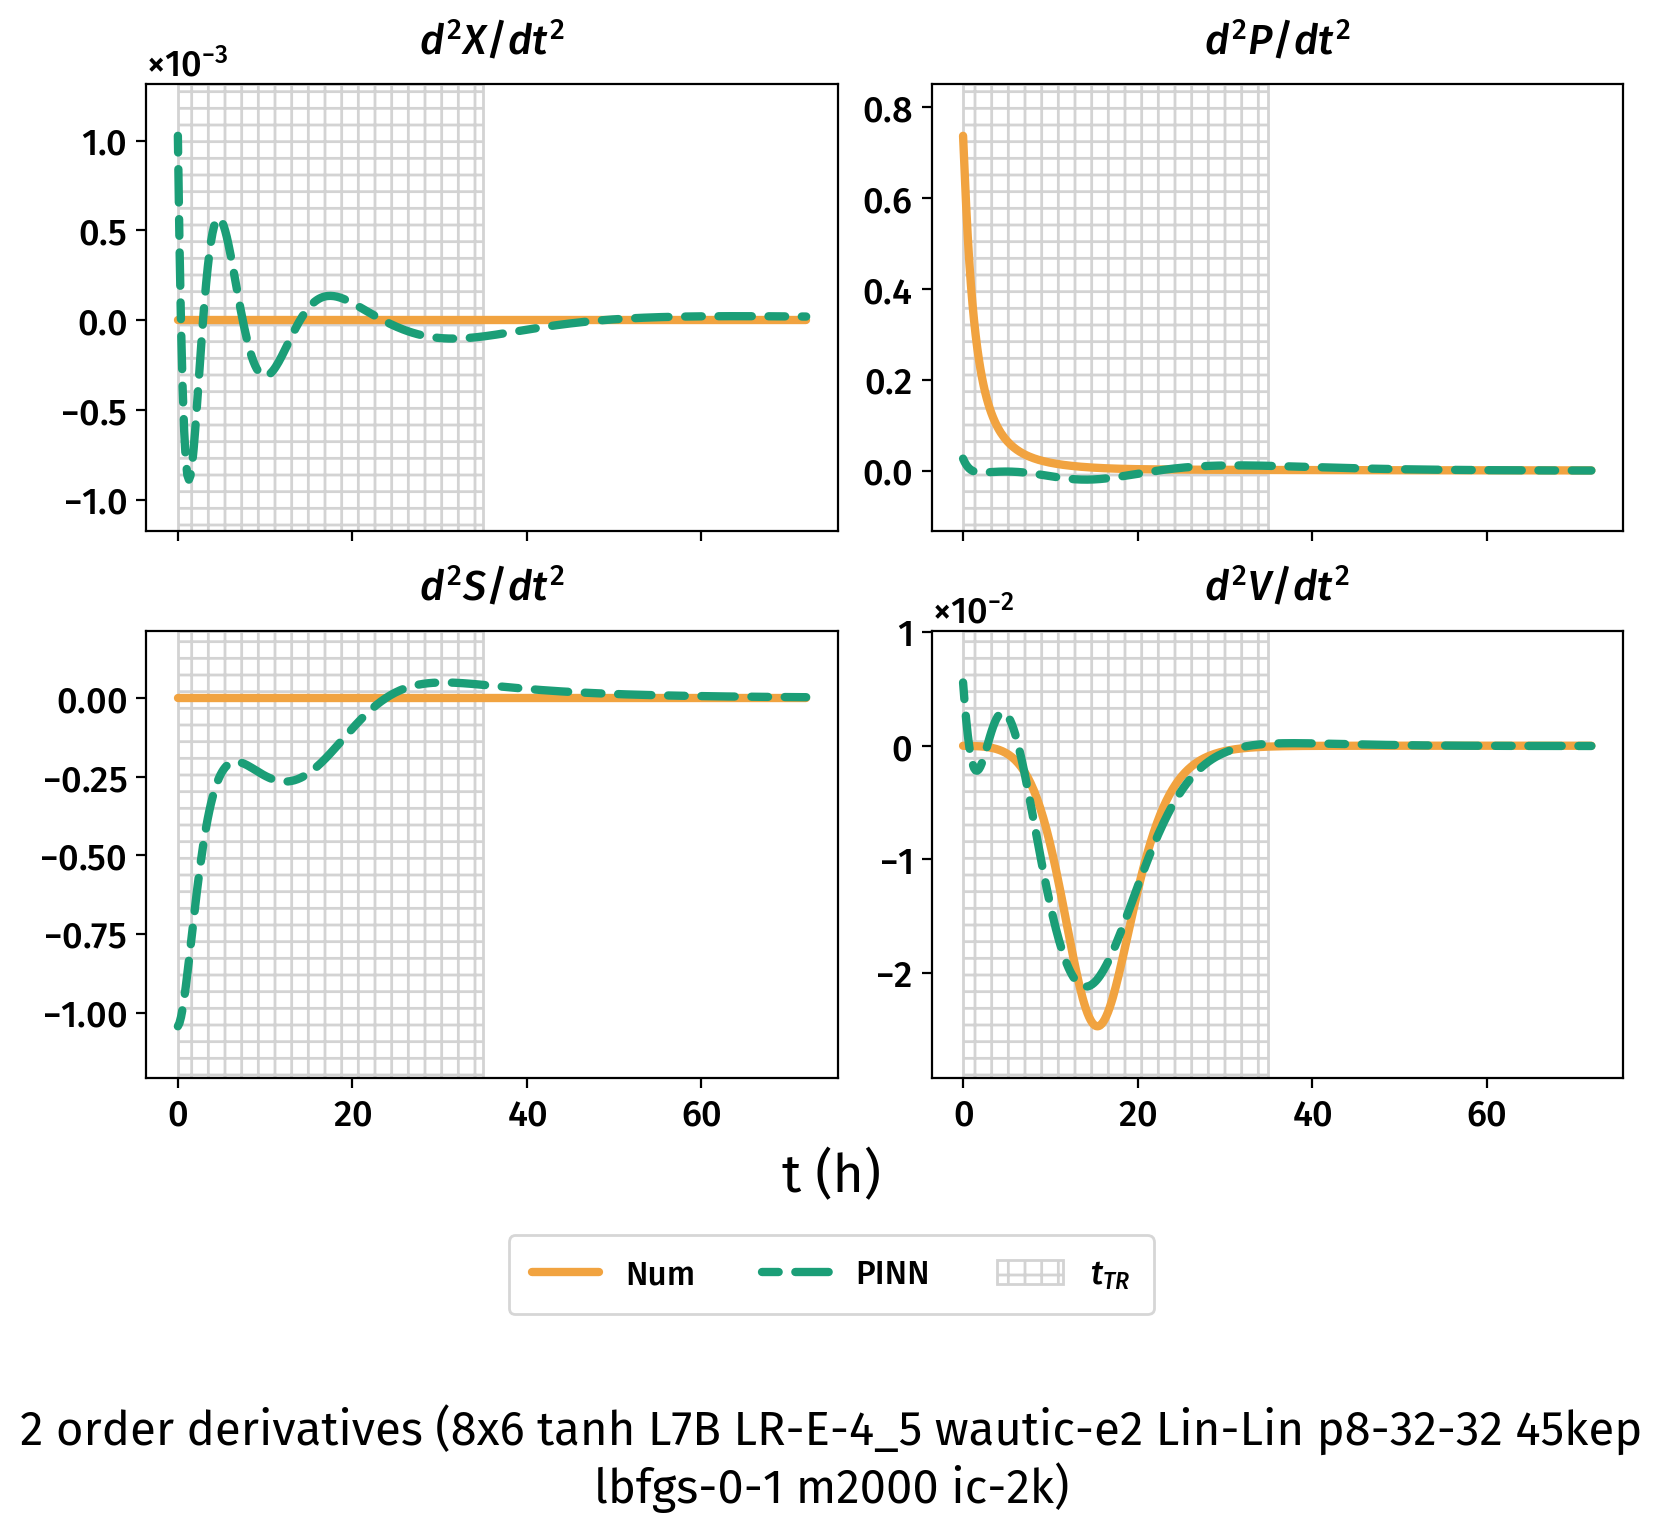 d²X/dt²
d²P/dt²
×10⁻³
1.0
0.5
0.0
−0.5
−1.0
0.8
0.6
0.4
0.2
0.0
d²S/dt²
d²V/dt²
×10⁻²
0.00
−0.25
−0.50
−0.75
−1.00
1
0
−1
−2
0 20 40 60
0 20 40 60
t (h)
Num PINN t_TR
2 order derivatives (8x6 tanh L7B LR-E-4_5 wautic-e2 Lin-Lin p8-32-32 45kep
lbfgs-0-1 m2000 ic-2k)